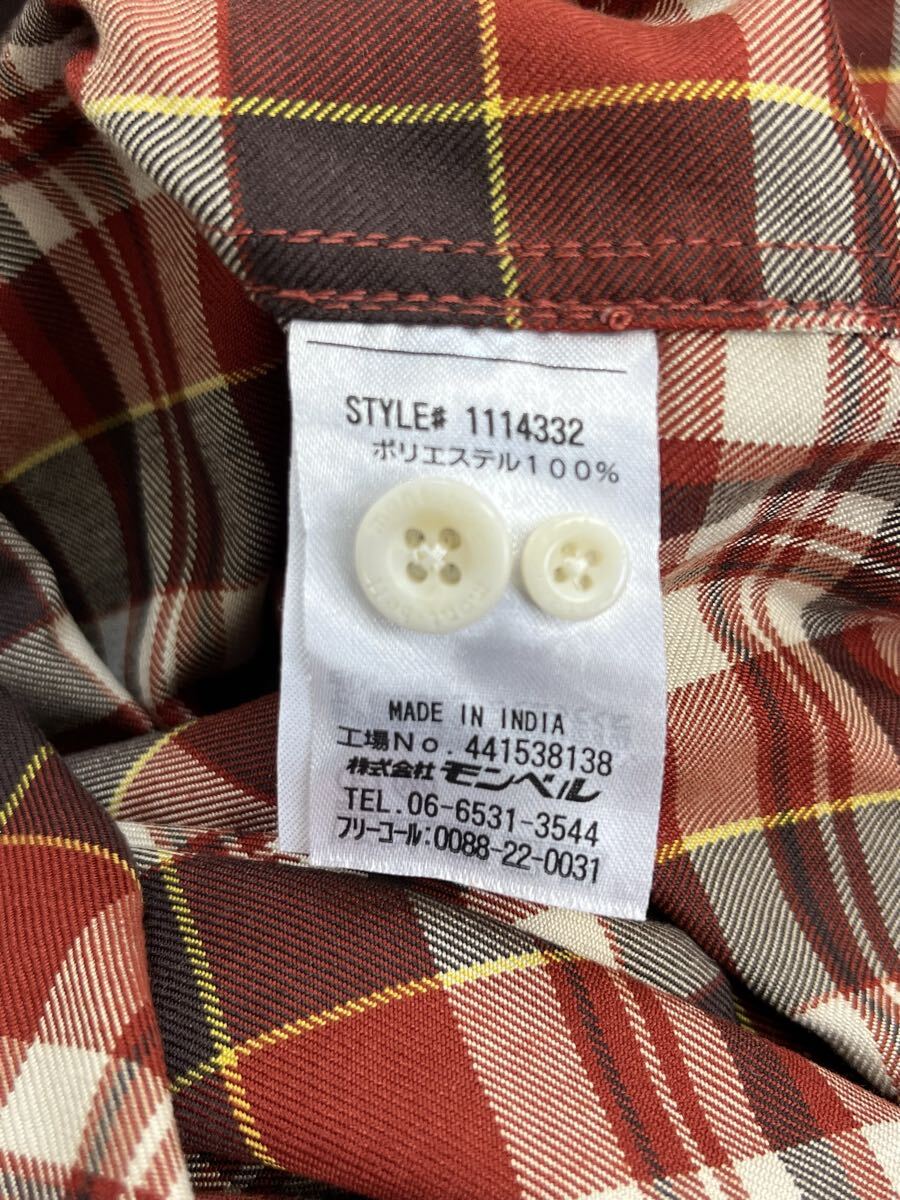 STYLE# 1114332
ポリエステル100%
MADE IN INDIA
工場No. 441538138
株式会社 モンベル
TEL.06-6531-3544
フリーコール:0088-22-0031